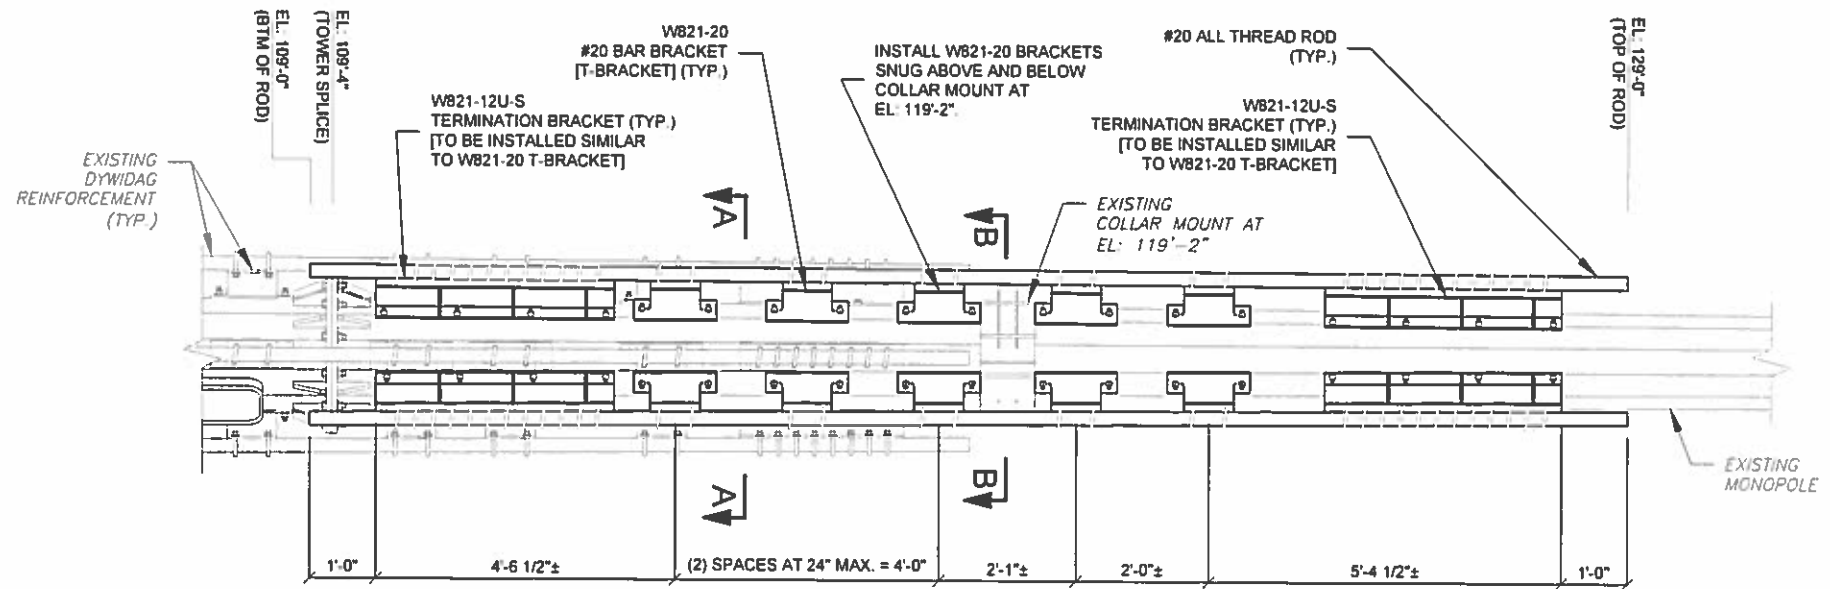 EL: 109'-0"
(BTM OF ROD)
EL: 109'-4"
(TOWER SPLICE)
W821-20
#20 BAR BRACKET
[T-BRACKET] (TYP.)
INSTALL W821-20 BRACKETS
SNUG ABOVE AND BELOW
COLLAR MOUNT AT
EL: 119'-2".
#20 ALL THREAD ROD
(TYP.)
EL: 129'-0"
(TOP OF ROD)
W821-12U-S
TERMINATION BRACKET (TYP.)
[TO BE INSTALLED SIMILAR
TO W821-20 T-BRACKET]
W821-12U-S
TERMINATION BRACKET (TYP.)
[TO BE INSTALLED SIMILAR
TO W821-20 T-BRACKET]
EXISTING
DYWIDAG
REINFORCEMENT
(TYP.)
A
B
EXISTING
COLLAR MOUNT AT
EL: 119'-2"
A
B
EXISTING
MONOPOLE
1'-0"
4'-6 1/2"±
(2) SPACES AT 24" MAX. = 4'-0"
2'-1"±
2'-0"±
5'-4 1/2"±
1'-0"